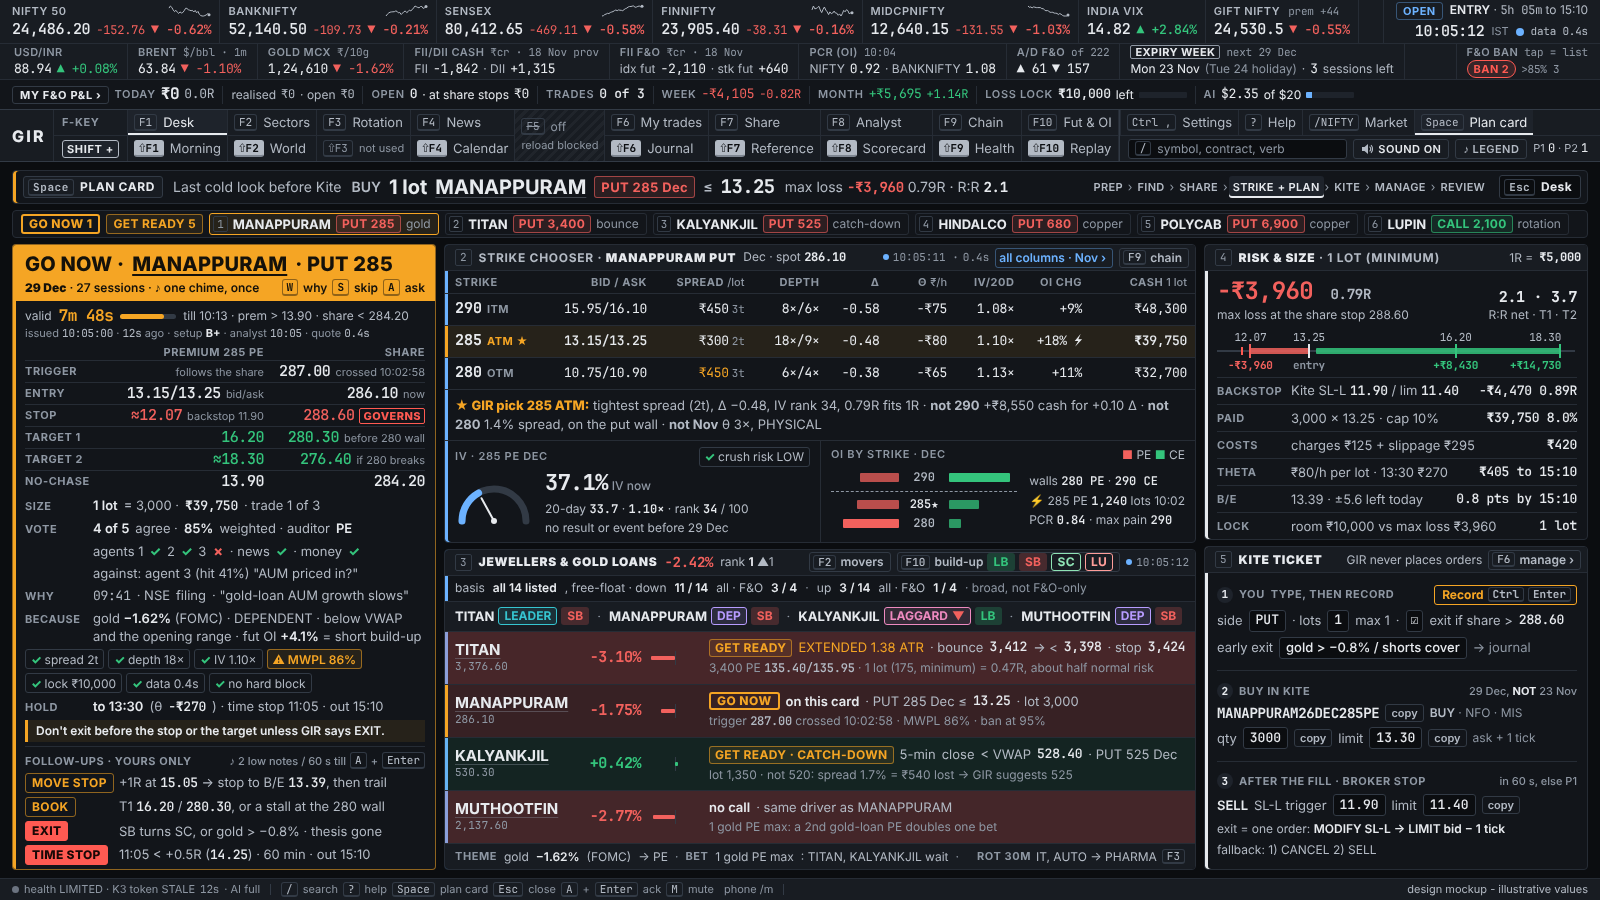 NIFTY 50 BANKNIFTY SENSEX FINNIFTY MIDCPNIFTY INDIA VIX GIFT NIFTY prem +44 OPEN ENTRY · 5h 05m to 15:10
24,486.20 -152.76 ▼ -0.62% 52,140.50 -109.73 ▼ -0.21% 80,412.65 -469.11 ▼ -0.58% 23,905.40 -38.31 ▼ -0.16% 12,640.15 -131.55 ▼ -1.03% 14.82 ▲ +2.84% 24,530.5 ▼ -0.55% 10:05:12 IST ● data 0.4s
USD/INR BRENT $/bbl · 1m GOLD MCX ₹/10g FII/DII CASH ₹cr · 18 Nov prov FII F&O ₹cr · 18 Nov PCR (OI) 10:04 A/D F&O of 222 EXPIRY WEEK next 29 Dec F&O BAN tap = list
88.94 ▲ +0.08% 63.84 ▼ -1.10% 1,24,610 ▼ -1.62% FII -1,842 · DII +1,315 idx fut -2,110 · stk fut +640 NIFTY 0.92 · BANKNIFTY 1.08 ▲ 61 ▼ 157 Mon 23 Nov (Tue 24 holiday) · 3 sessions left BAN 2 >85% 3
MY F&O P&L › TODAY ₹0 0.0R realised ₹0 · open ₹0 OPEN 0 · at share stops ₹0 TRADES 0 of 3 WEEK -₹4,105 -0.82R MONTH +₹5,695 +1.14R LOSS LOCK ₹10,000 left AI $2.35 of $20
GIR F-KEY F1 Desk F2 Sectors F3 Rotation F4 News F5 off F6 My trades F7 Share F8 Analyst F9 Chain F10 Fut & OI Ctrl , Settings ? Help /NIFTY Market Space Plan card
SHIFT + ⇧F1 Morning ⇧F2 World ⇧F3 not used ⇧F4 Calendar reload blocked ⇧F6 Journal ⇧F7 Reference ⇧F8 Scorecard ⇧F9 Health ⇧F10 Replay / symbol, contract, verb SOUND ON ♪ LEGEND P1 0 · P2 1
Space PLAN CARD Last cold look before Kite BUY 1 lot MANAPPURAM PUT 285 Dec ≤ 13.25 max loss -₹3,960 0.79R · R:R 2.1 PREP › FIND › SHARE › STRIKE + PLAN › KITE › MANAGE › REVIEW Esc Desk
GO NOW 1 GET READY 5 1 MANAPPURAM PUT 285 gold 2 TITAN PUT 3,400 bounce 3 KALYANKJIL PUT 525 catch-down 4 HINDALCO PUT 680 copper 5 POLYCAB PUT 6,900 copper 6 LUPIN CALL 2,100 rotation
GO NOW · MANAPPURAM · PUT 285
29 Dec · 27 sessions · ♪ one chime, once W why S skip A ask
valid 7m 48s till 10:13 · prem > 13.90 · share < 284.20
issued 10:05:00 · 12s ago · setup B+ · analyst 10:05 · quote 0.4s
PREMIUM 285 PE SHARE
TRIGGER follows the share 287.00 crossed 10:02:58
ENTRY 13.15/13.25 bid/ask 286.10 now
STOP ≈12.07 backstop 11.90 288.60 GOVERNS
TARGET 1 16.20 280.30 before 280 wall
TARGET 2 ≈18.30 276.40 if 280 breaks
NO-CHASE 13.90 284.20
SIZE 1 lot = 3,000 · ₹39,750 · trade 1 of 3
VOTE 4 of 5 agree · 85% weighted · auditor PE
agents 1 ✓ 2 ✓ 3 ✗ · news ✓ · money ✓
against: agent 3 (hit 41%) "AUM priced in?"
WHY 09:41 · NSE filing · "gold-loan AUM growth slows"
BECAUSE gold −1.62% (FOMC) · DEPENDENT · below VWAP
and the opening range · fut OI +4.1% = short build-up
✓ spread 2t ✓ depth 18× ✓ IV 1.10× ⚠ MWPL 86%
✓ lock ₹10,000 ✓ data 0.4s ✓ no hard block
HOLD to 13:30 (θ -₹270 ) · time stop 11:05 · out 15:10
Don't exit before the stop or the target unless GIR says EXIT.
FOLLOW-UPS · YOURS ONLY ♪ 2 low notes / 60 s till A + Enter
MOVE STOP +1R at 15.05 → stop to B/E 13.39, then trail
BOOK T1 16.20 / 280.30, or a stall at the 280 wall
EXIT SB turns SC, or gold > −0.8% · thesis gone
TIME STOP 11:05 < +0.5R (14.25) · 60 min · out 15:10
2 STRIKE CHOOSER · MANAPPURAM PUT Dec · spot 286.10 ● 10:05:11 · 0.4s all columns · Nov › F9 chain
STRIKE BID / ASK SPREAD /lot DEPTH Δ Θ ₹/h IV/20D OI CHG CASH 1 lot
290 ITM 15.95/16.10 ₹450 3t 8×/6× -0.58 -₹75 1.08× +9% ₹48,300
285 ATM ★ 13.15/13.25 ₹300 2t 18×/9× -0.48 -₹80 1.10× +18% ⚡ ₹39,750
280 OTM 10.75/10.90 ₹450 3t 6×/4× -0.38 -₹65 1.13× +11% ₹32,700
★ GIR pick 285 ATM: tightest spread (2t), Δ −0.48, IV rank 34, 0.79R fits 1R · not 290 +₹8,550 cash for +0.10 Δ · not
280 1.4% spread, on the put wall · not Nov θ 3×, PHYSICAL
IV · 285 PE DEC ✓ crush risk LOW
37.1% IV now
20-day 33.7 · 1.10× · rank 34 / 100
no result or event before 29 Dec
OI BY STRIKE · DEC PE CE
290
285★
280
walls 280 PE · 290 CE
⚡ 285 PE 1,240 lots 10:02
PCR 0.84 · max pain 290
3 JEWELLERS & GOLD LOANS -2.42% rank 1 ▲1 F2 movers F10 build-up LB SB SC LU ● 10:05:12
basis all 14 listed , free-float · down 11 / 14 all · F&O 3 / 4 · up 3 / 14 all · F&O 1 / 4 · broad, not F&O-only
TITAN LEADER SB · MANAPPURAM DEP SB · KALYANKJIL LAGGARD ▼ LB · MUTHOOTFIN DEP SB
TITAN -3.10% GET READY EXTENDED 1.38 ATR · bounce 3,412 → < 3,398 · stop 3,424
3,376.60 3,400 PUT 135.40/135.95 · 1 lot (175, minimum) = 0.47R, about half normal risk
MANAPPURAM -1.75% GO NOW on this card · PUT 285 Dec ≤ 13.25 · lot 3,000
286.10 trigger 287.00 crossed 10:02:58 · MWPL 86% · ban at 95%
KALYANKJIL +0.42% GET READY · CATCH-DOWN 5-min close < VWAP 528.40 · PUT 525 Dec
530.30 lot 1,350 · not 520: spread 1.7% = ₹540 lost → GIR suggests 525
MUTHOOTFIN -2.77% no call · same driver as MANAPPURAM
2,137.60 1 gold PE max: a 2nd gold-loan PE doubles one bet
THEME gold −1.62% (FOMC) → PE · BET 1 gold PE max : TITAN, KALYANKJIL wait · ROT 30M IT, AUTO → PHARMA F3
4 RISK & SIZE · 1 LOT (MINIMUM) 1R = ₹5,000
-₹3,960 0.79R 2.1 · 3.7
max loss at the share stop 288.60 R:R net · T1 · T2
12.07 13.25 16.20 18.30
-₹3,960 entry +₹8,430 +₹14,730
BACKSTOP Kite SL-L 11.90 / lim 11.40 -₹4,470 0.89R
PAID 3,000 × 13.25 · cap 10% ₹39,750 8.0%
COSTS charges ₹125 + slippage ₹295 ₹420
THETA ₹80/h per lot · 13:30 ₹270 ₹405 to 15:10
B/E 13.39 · ±5.6 left today 0.8 pts by 15:10
LOCK room ₹10,000 vs max loss ₹3,960 1 lot
5 KITE TICKET GIR never places orders F6 manage ›
1 YOU TYPE, THEN RECORD Record Ctrl Enter
side PUT · lots 1 max 1 · ☑ exit if share > 288.60
early exit gold > −0.8% / shorts cover → journal
2 BUY IN KITE 29 Dec, NOT 23 Nov
MANAPPURAM26DEC285PE copy BUY · NFO · MIS
qty 3000 copy limit 13.30 copy ask + 1 tick
3 AFTER THE FILL · BROKER STOP in 60 s, else P1
SELL SL-L trigger 11.90 limit 11.40 copy
exit = one order: MODIFY SL-L → LIMIT bid − 1 tick
fallback: 1) CANCEL 2) SELL
● health LIMITED · K3 token STALE 12s · AI full / search ? help Space plan card Esc close A + Enter ack M mute phone /m design mockup - illustrative values